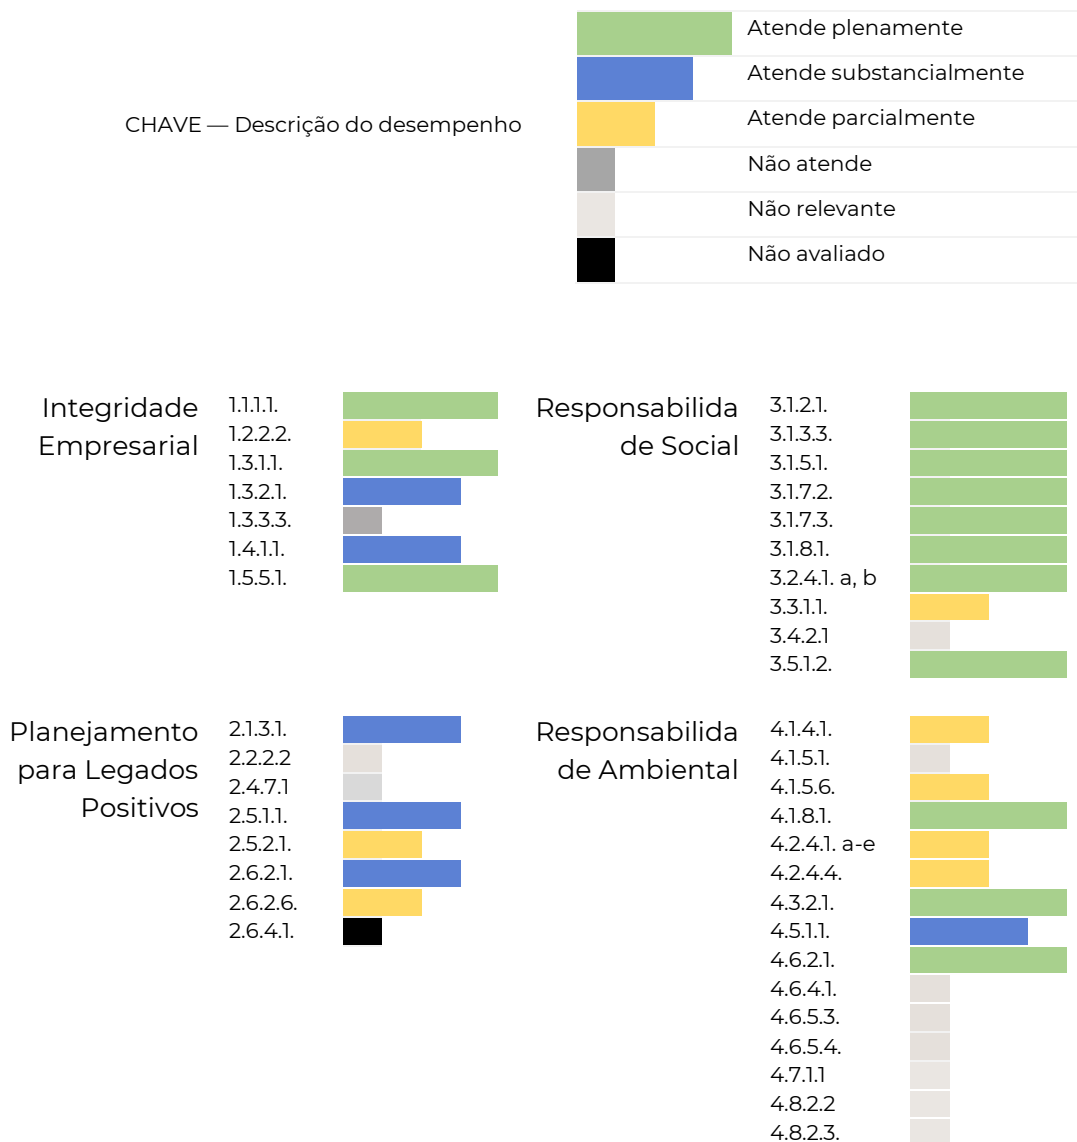 Atende plenamente
Atende substancialmente
CHAVE — Descrição do desempenho
Atende parcialmente
Não atende
Não relevante
Não avaliado
Integridade
Empresarial
1.1.1.1.
1.2.2.2.
1.3.1.1.
1.3.2.1.
1.3.3.3.
1.4.1.1.
1.5.5.1.
Responsabilida
de Social
3.1.2.1.
3.1.3.3.
3.1.5.1.
3.1.7.2.
3.1.7.3.
3.1.8.1.
3.2.4.1. a, b
3.3.1.1.
3.4.2.1
3.5.1.2.
Planejamento
para Legados
Positivos
2.1.3.1.
2.2.2.2
2.4.7.1
2.5.1.1.
2.5.2.1.
2.6.2.1.
2.6.2.6.
2.6.4.1.
Responsabilida
de Ambiental
4.1.4.1.
4.1.5.1.
4.1.5.6.
4.1.8.1.
4.2.4.1. a-e
4.2.4.4.
4.3.2.1.
4.5.1.1.
4.6.2.1.
4.6.4.1.
4.6.5.3.
4.6.5.4.
4.7.1.1
4.8.2.2
4.8.2.3.